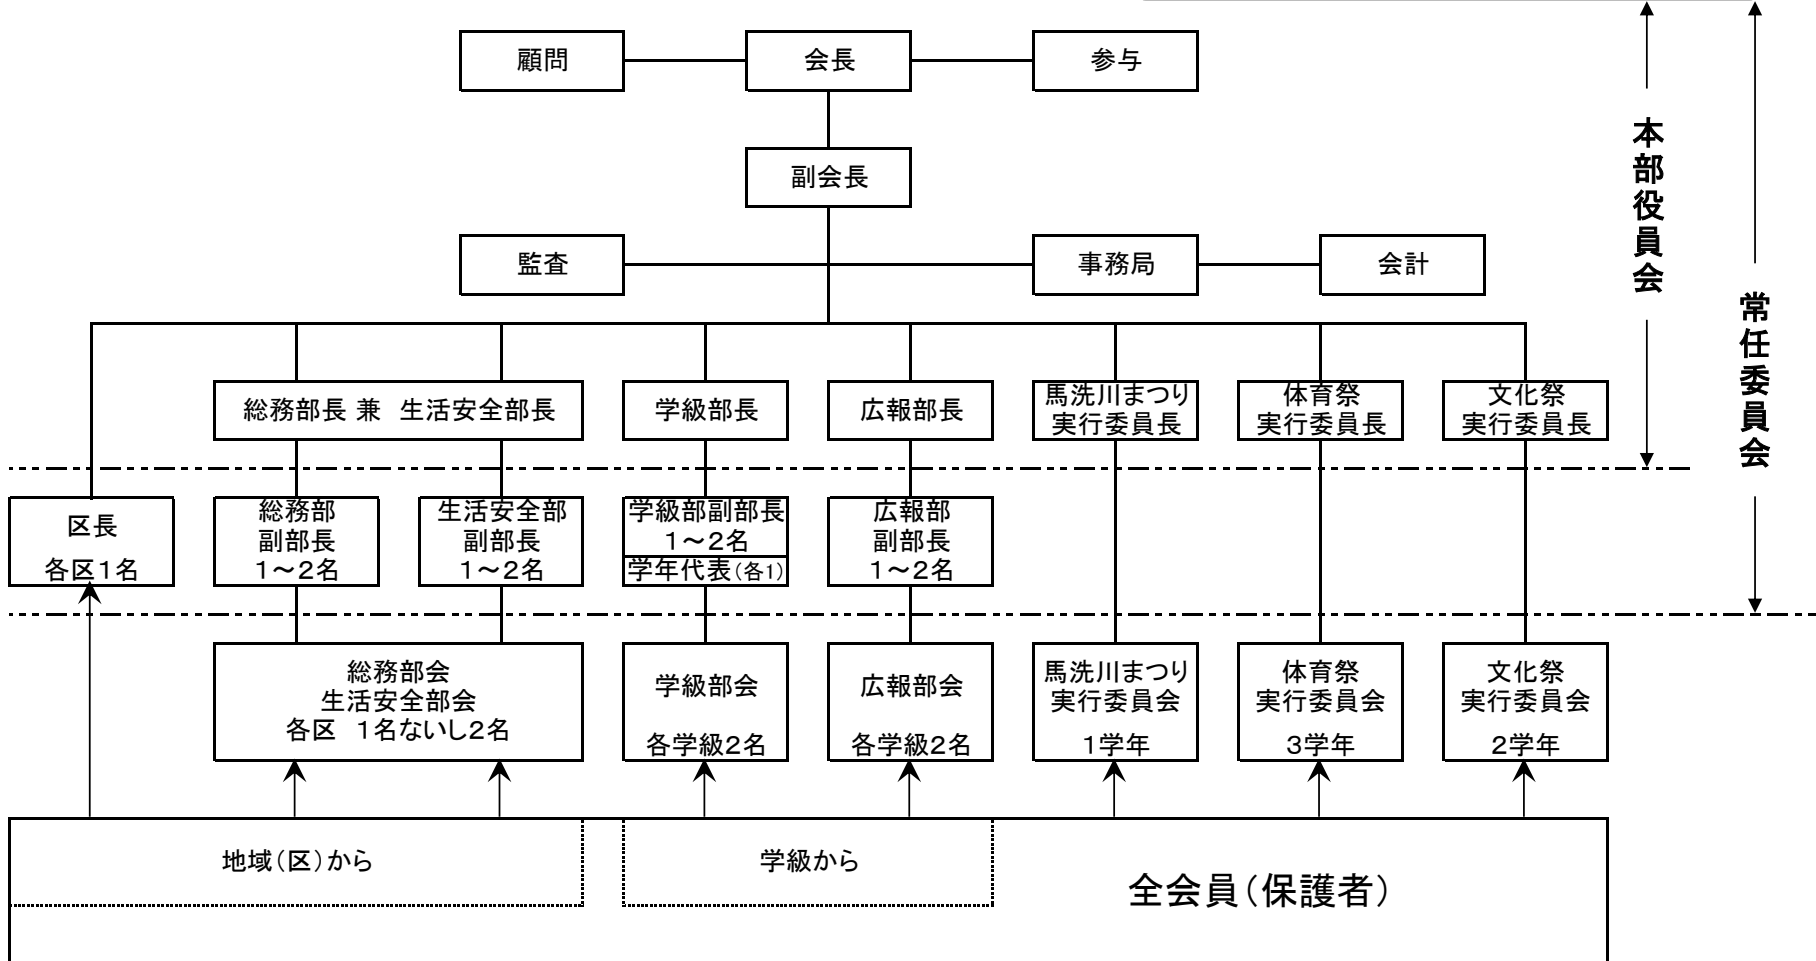 顧問
会長
参与
副会長
監査
事務局
会計
本部役員会
常任委員会
総務部長 兼 生活安全部長
学級部長
広報部長
馬洗川まつり
実行委員長
体育祭
実行委員長
文化祭
実行委員長
区長
各区1名
総務部
副部長
1～2名
生活安全部
副部長
1～2名
学級部副部長
1～2名
学年代表(各1)
広報部
副部長
1～2名
総務部会
生活安全部会
各区　1名ないし2名
学級部会
各学級2名
広報部会
各学級2名
馬洗川まつり
実行委員会
1学年
体育祭
実行委員会
3学年
文化祭
実行委員会
2学年
地域(区)から
学級から
全会員(保護者)